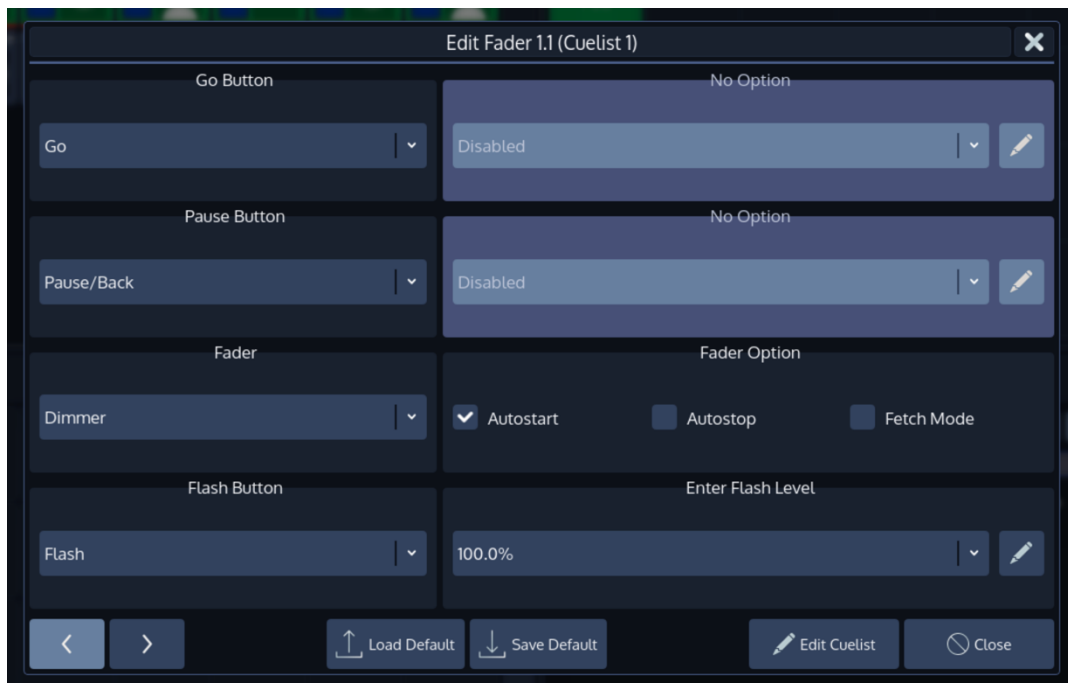 Edit Fader 1.1 (Cuelist 1)
Go Button
No Option
Go
Disabled
Pause Button
No Option
Pause/Back
Disabled
Fader
Fader Option
Dimmer
Autostart
Autostop
Fetch Mode
Flash Button
Enter Flash Level
Flash
100.0%
Load Default
Save Default
Edit Cuelist
Close